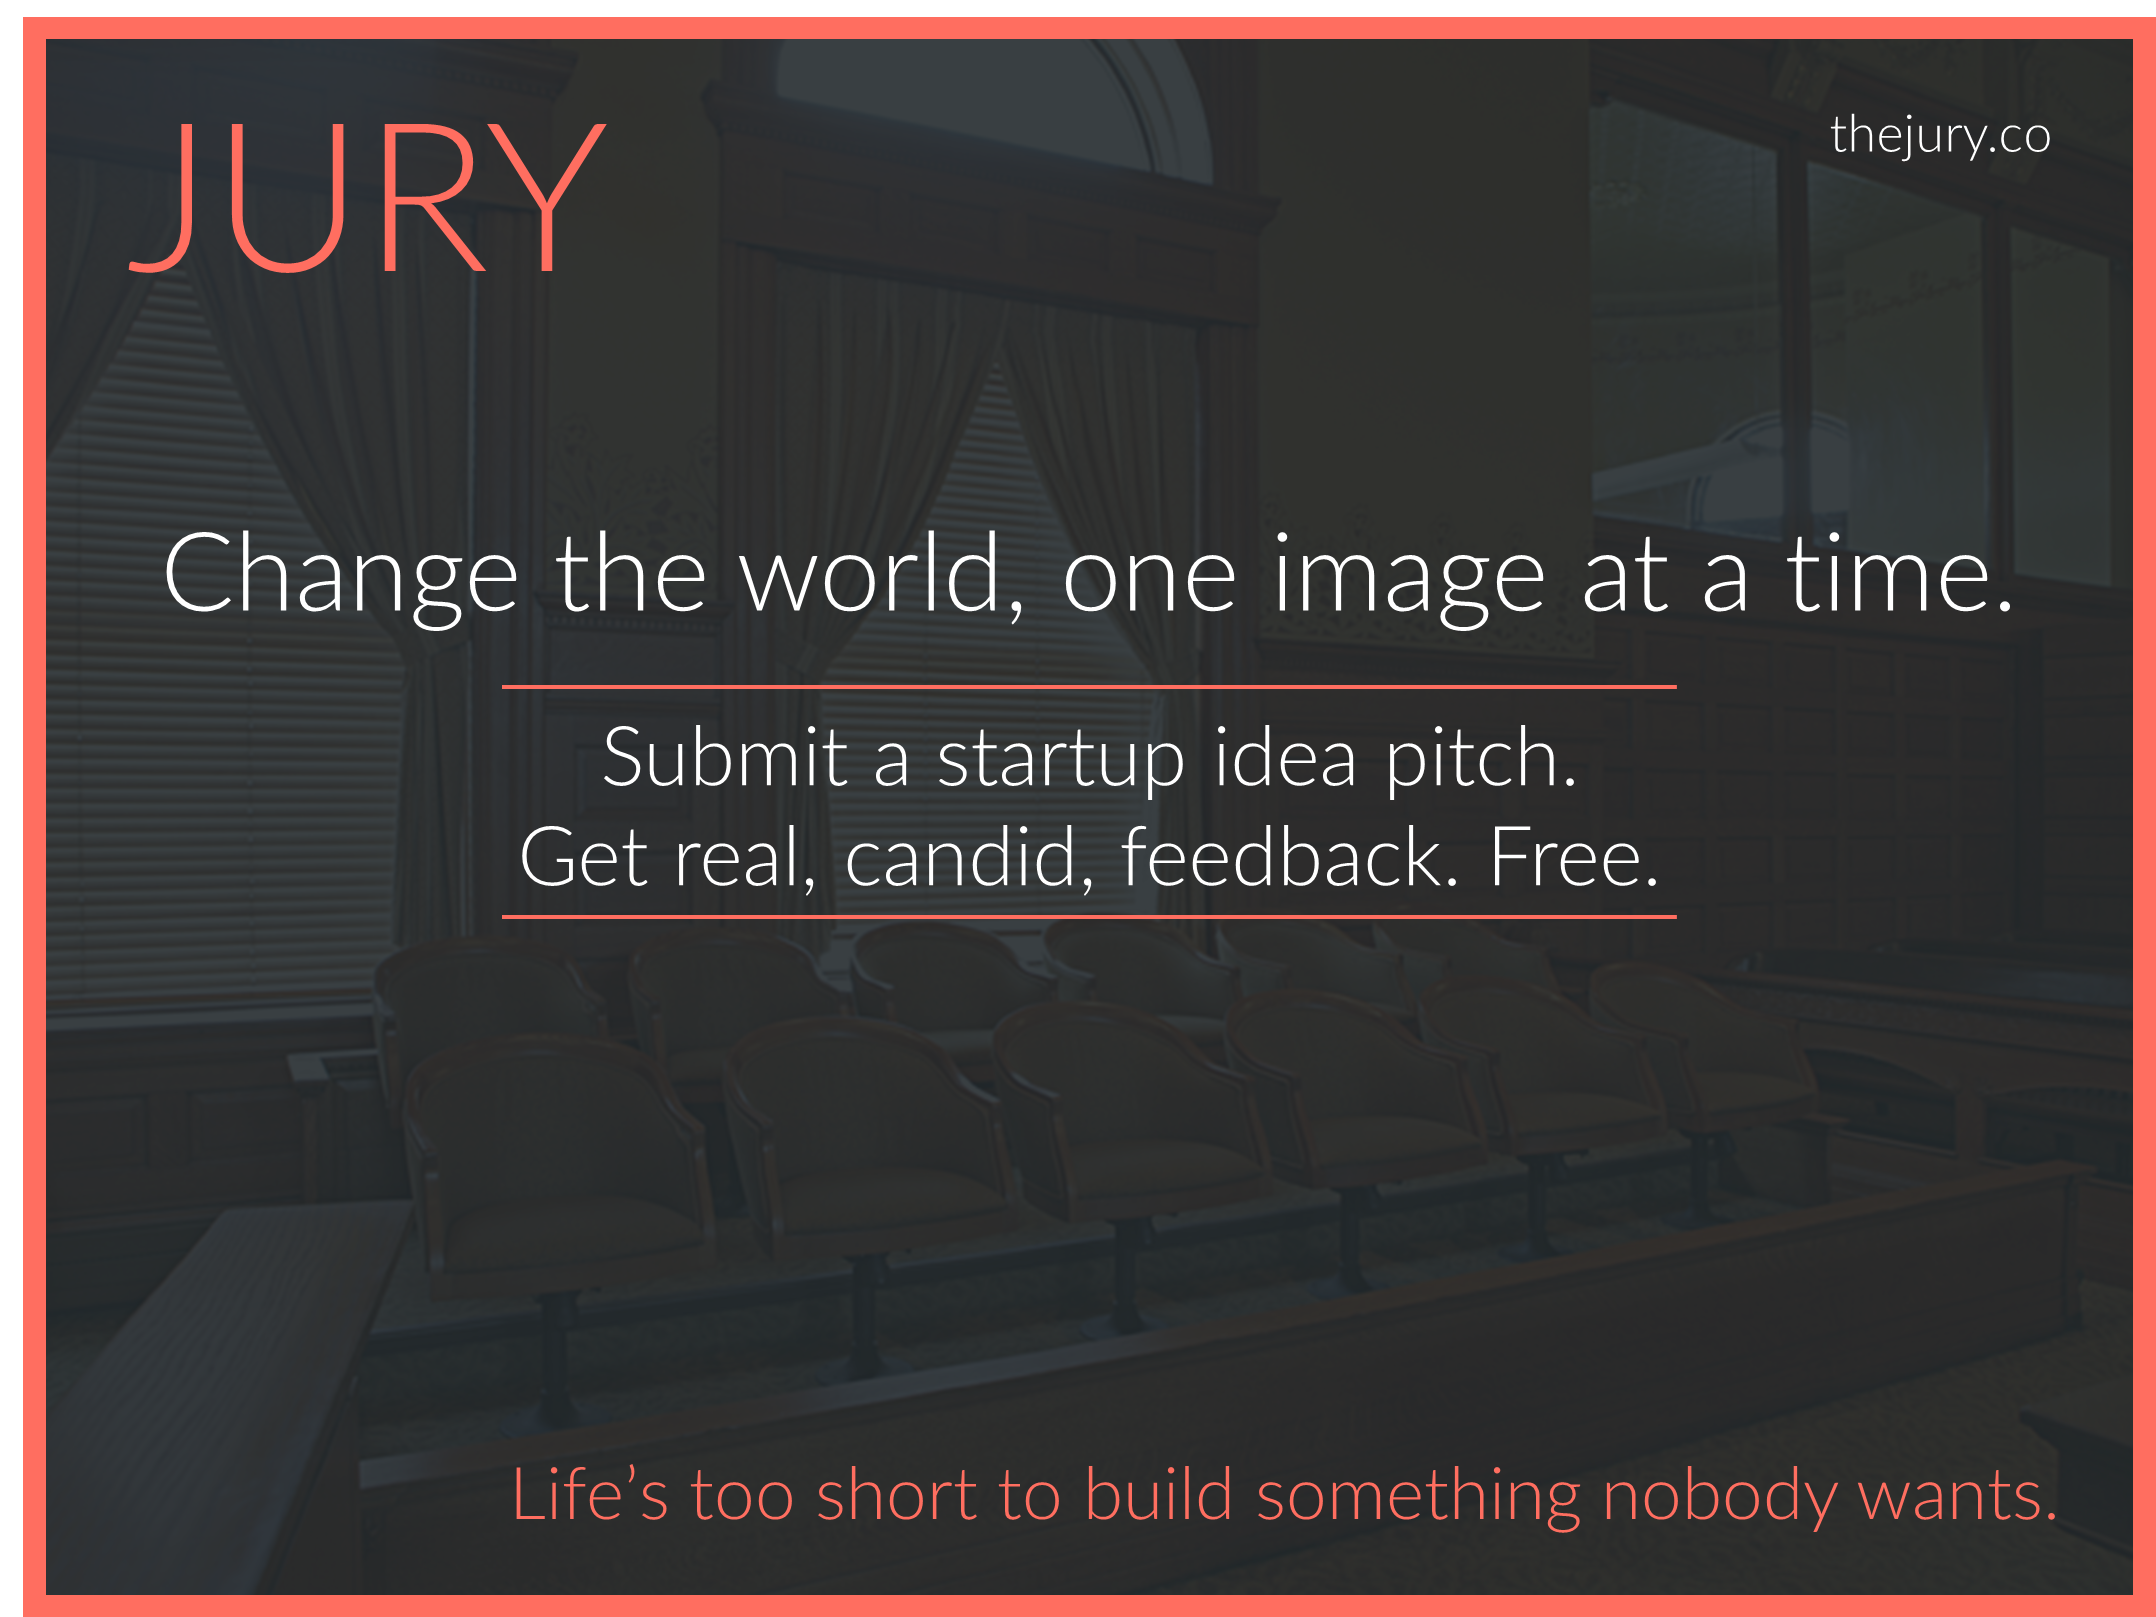 JURY
thejury.co
Change the world, one image at a time.
Submit a startup idea pitch.
Get real, candid, feedback. Free.
Life’s too short to build something nobody wants.